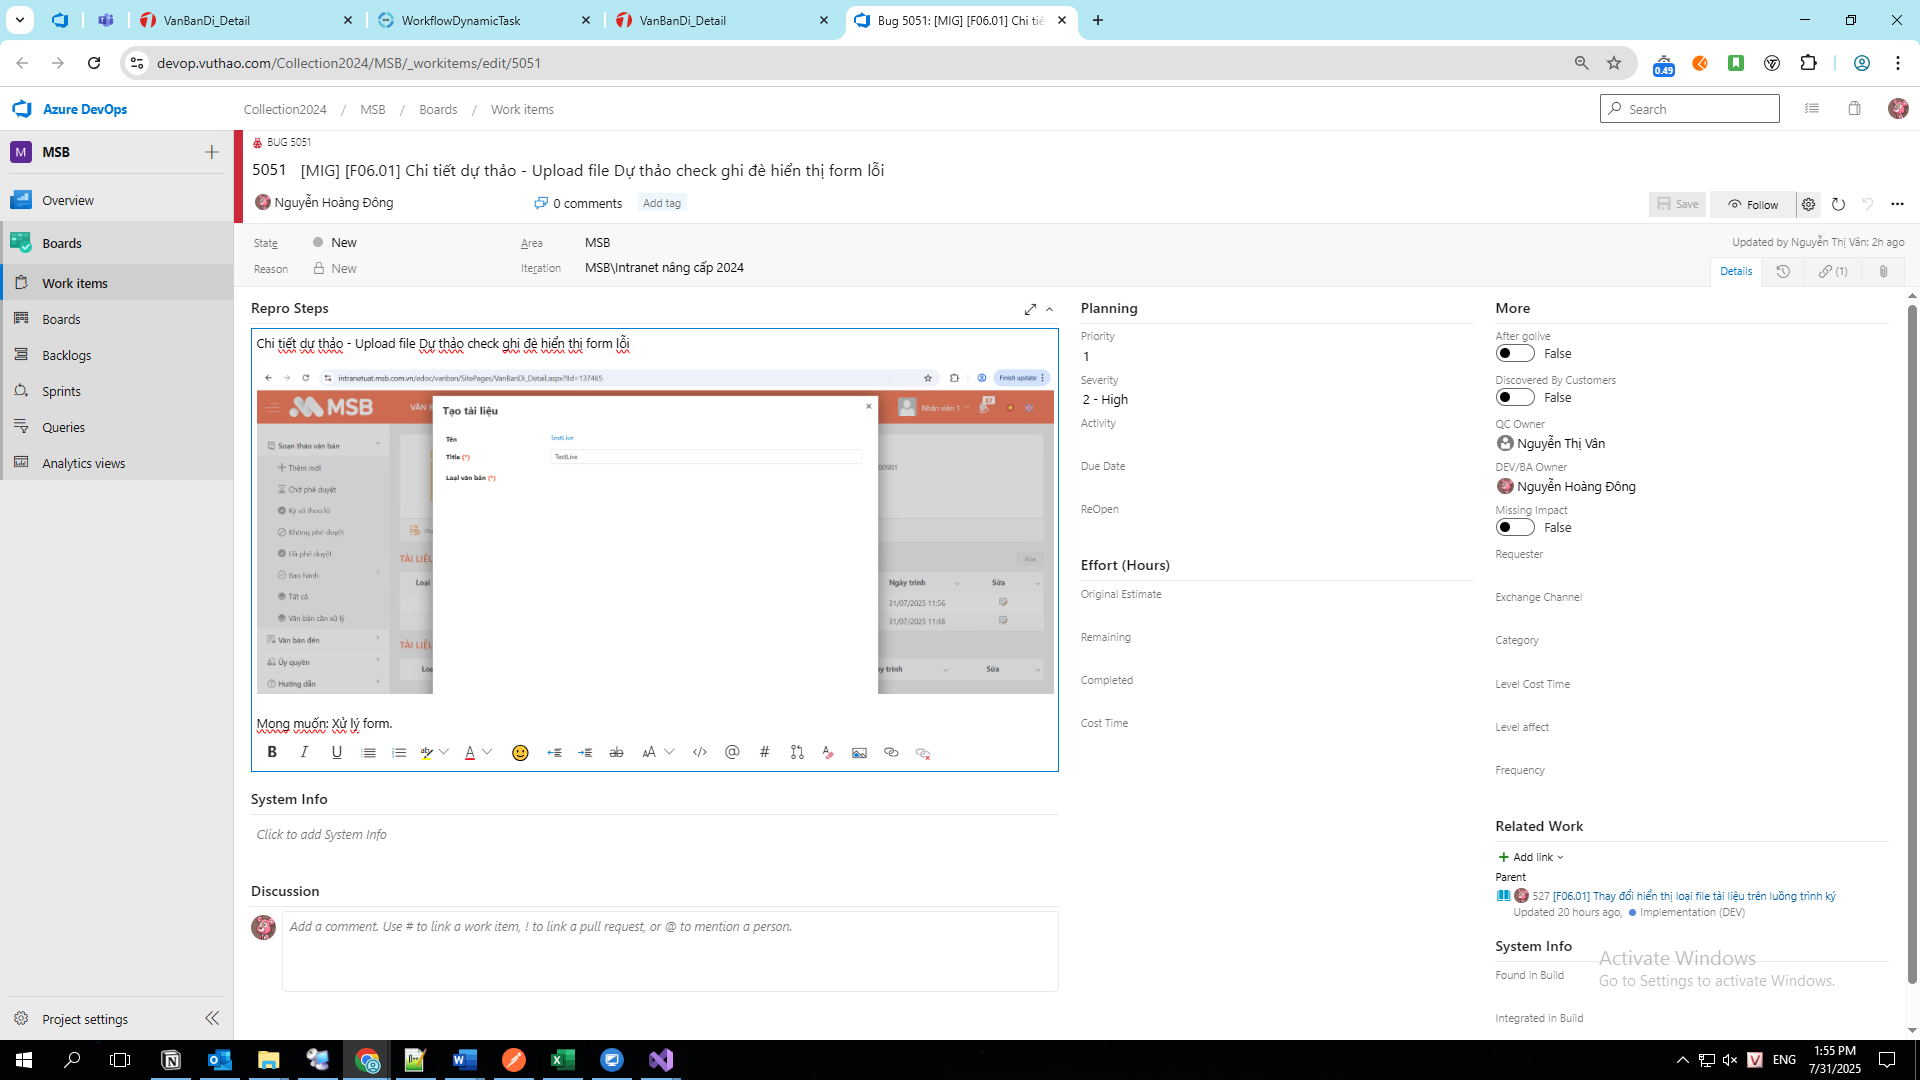 VanBanDi_Detail
WorkflowDynamicTask
VanBanDi_Detail
Bug 5051: [MIG] [F06.01] Chi tiế
devop.vuthao.com/Collection2024/MSB/_workitems/edit/5051
0.49
Azure DevOps
Collection2024 / MSB / Boards / Work items
Search
M MSB
Overview
Boards
Work items
Boards
Backlogs
Sprints
Queries
Analytics views
Project settings
BUG 5051
5051 [MIG] [F06.01] Chi tiết dự thảo - Upload file Dự thảo check ghi đè hiển thị form lỗi
Nguyễn Hoàng Đông
0 comments
Add tag
Save
Follow
State New
Area MSB
Reason New
Iteration MSB\Intranet nâng cấp 2024
Updated by Nguyễn Thị Vân: 2h ago
Details
(1)
Repro Steps
Chi tiết dự thảo - Upload file Dự thảo check ghi đè hiển thị form lỗi
intranetuat.msb.com.vn/edoc/vanban/SitePages/VanBanDi_Detail.aspx?IId=137465
Finish update
MSB
VĂN B
Nhân viên 1
87
Tạo tài liệu
Tên TestLive
Title (*) TestLive
Loại văn bản (*)
Soạn thảo văn bản
Thêm mới
Chờ phê duyệt
Ký số theo lô
Không phê duyệt
Đã phê duyệt
Ban hành
Tất cả
Văn bản cần xử lý
Văn bản đến
Ủy quyền
Hướng dẫn
00981
TÀI LIỆU
Xóa
Loại
Ngày trình
Sửa
31/07/2025 11:56
31/07/2025 11:48
TÀI LIỆU
Loạ
y trình
Sửa
Mong muốn: Xử lý form.
System Info
Click to add System Info
Discussion
Add a comment. Use # to link a work item, ! to link a pull request, or @ to mention a person.
Planning
Priority
1
Severity
2 - High
Activity
Due Date
ReOpen
Effort (Hours)
Original Estimate
Remaining
Completed
Cost Time
More
After golive
False
Discovered By Customers
False
QC Owner
Nguyễn Thị Vân
DEV/BA Owner
Nguyễn Hoàng Đông
Missing Impact
False
Requester
Exchange Channel
Category
Level Cost Time
Level affect
Frequency
Related Work
Add link
Parent
527 [F06.01] Thay đổi hiển thị loại file tài liệu trên luồng trình ký
Updated 20 hours ago, Implementation (DEV)
System Info
Found in Build
Integrated in Build
Activate Windows
Go to Settings to activate Windows.
ENG
1:55 PM
7/31/2025